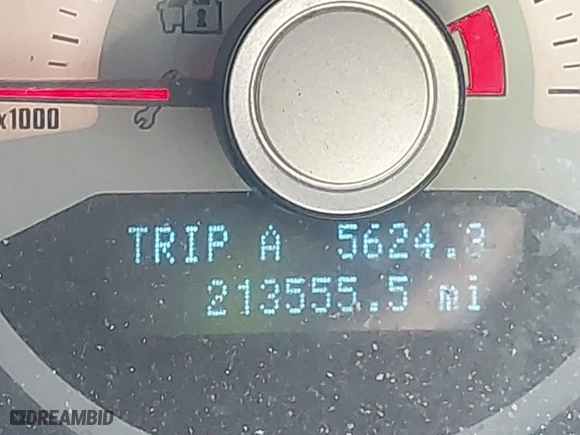 x1000
TRIP A 5624.3
213555.5 mi
DREAMBID